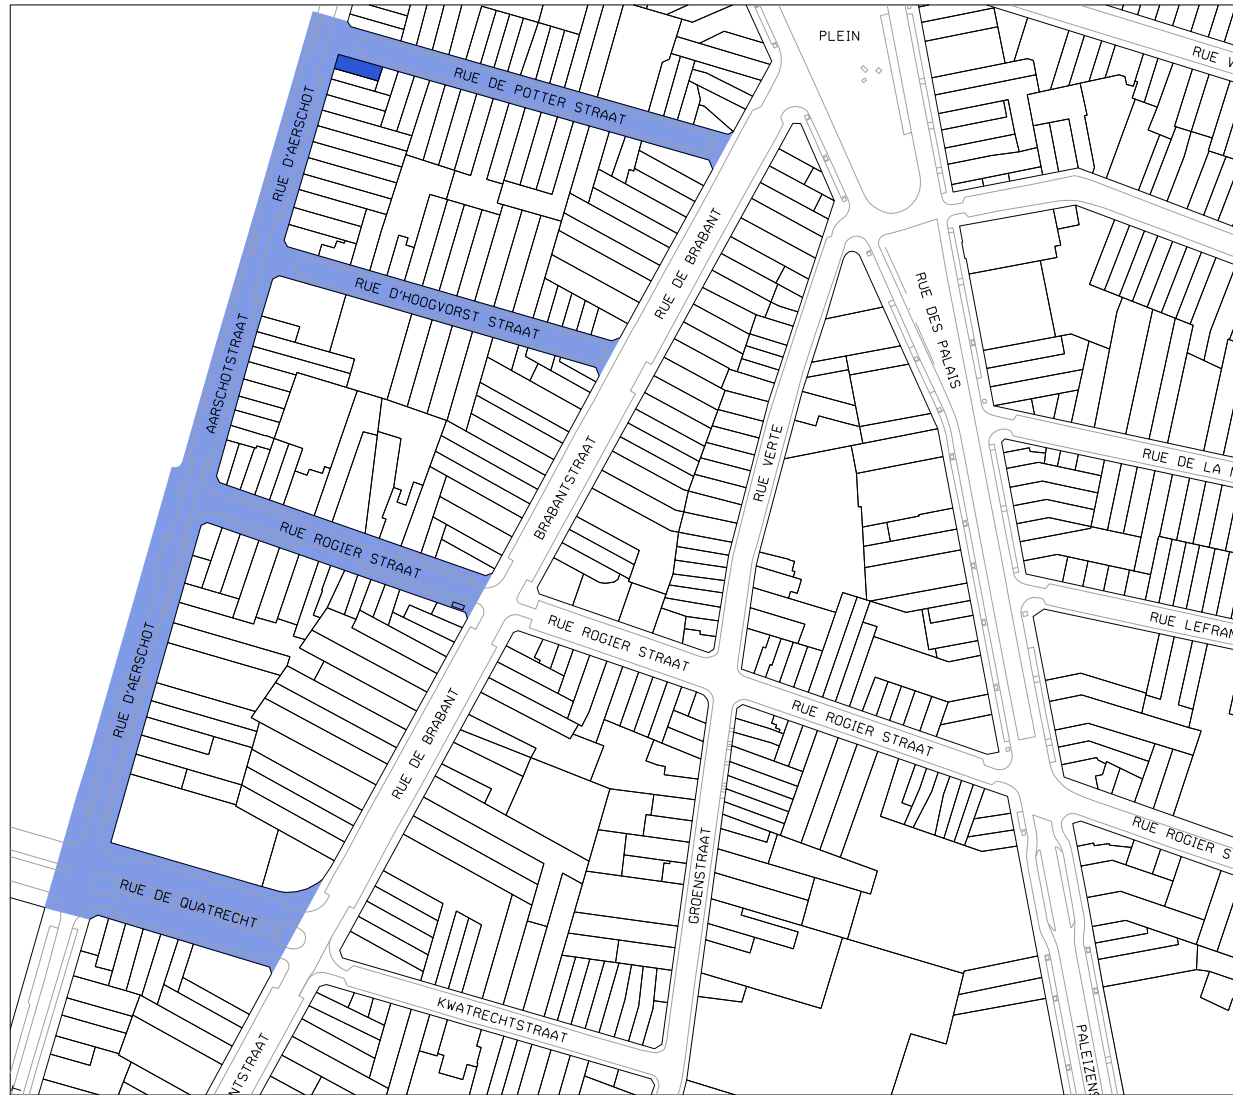 PLEIN
RUE V
RUE DE POTTER STRAAT
RUE D'AERSCHOT
RUE DE BRABANT
RUE D'HOOGVORST STRAAT
RUE DES PALAIS
AARSCHOTSTRAAT
RUE VERTE
BRABANTSTRAAT
RUE DE LA
RUE ROGIER STRAAT
RUE ROGIER STRAAT
RUE LEFRAN
RUE D'AERSCHOT
RUE DE BRABANT
RUE ROGIER STRAAT
RUE ROGIER S
GROENSTRAAT
RUE DE QUATRECHT
KWATRECHTSTRAAT
NTSTRAAT
PALEIZENS
T